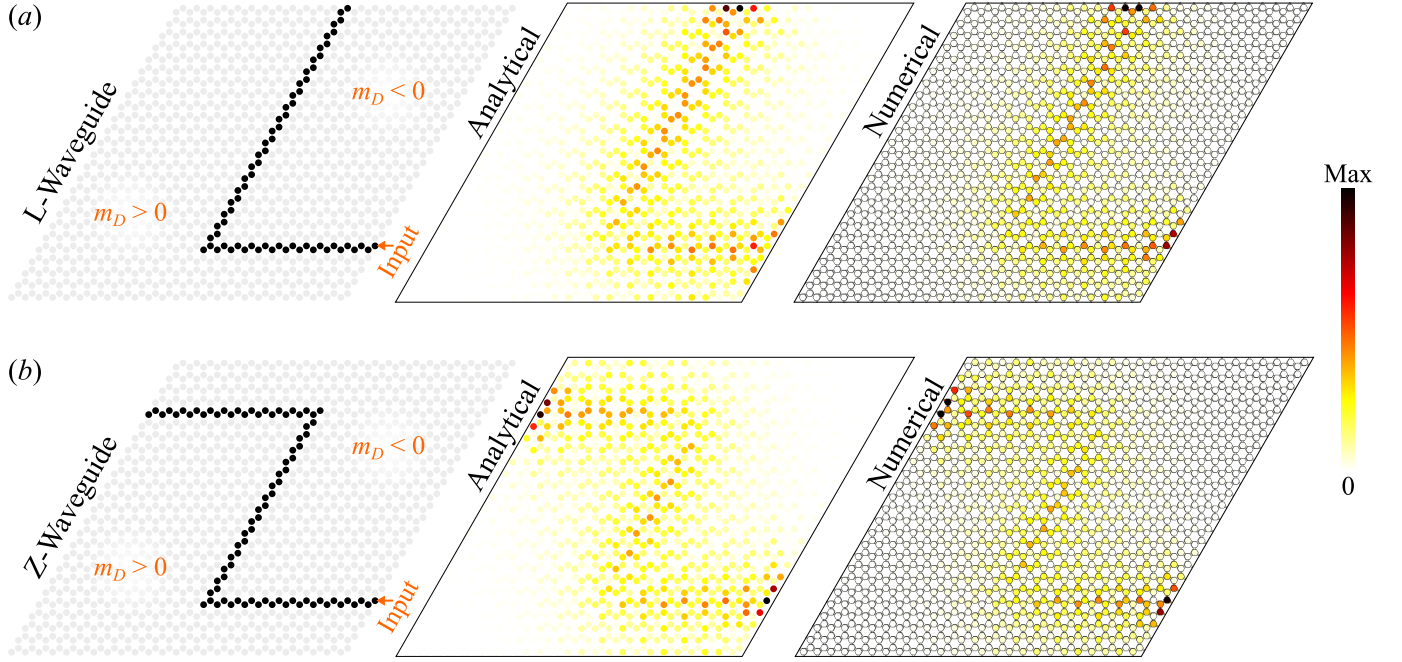 (a)
L-Waveguide
m_D > 0
m_D < 0
Input
Analytical
Numerical
Max
0
(b)
Z-Waveguide
m_D > 0
m_D < 0
Input
Analytical
Numerical